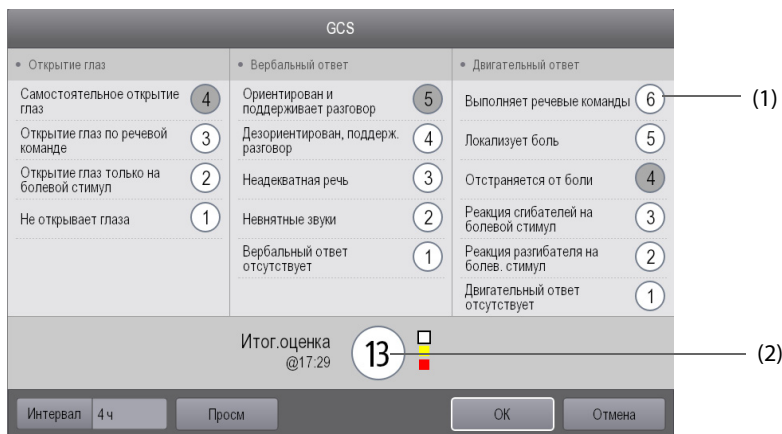 GCS
• Открытие глаз
Самостоятельное открытие
глаз
4
Открытие глаз по речевой
команде
3
Открытие глаз только на
болевой стимул
2
Не открывает глаза
1
• Вербальный ответ
Ориентирован и
поддерживает разговор
5
Дезориентирован, поддерж.
разговор
4
Неадекватная речь
3
Невнятные звуки
2
Вербальный ответ
отсутствует
1
• Двигательный ответ
Выполняет речевые команды
6
(1)
Локализует боль
5
Отстраняется от боли
4
Реакция сгибателей на
болевой стимул
3
Реакция разгибателя на
болев. стимул
2
Двигательный ответ
отсутствует
1
Итог.оценка
@17:29
13
(2)
Интервал 4 ч
Просм
OK
Отмена